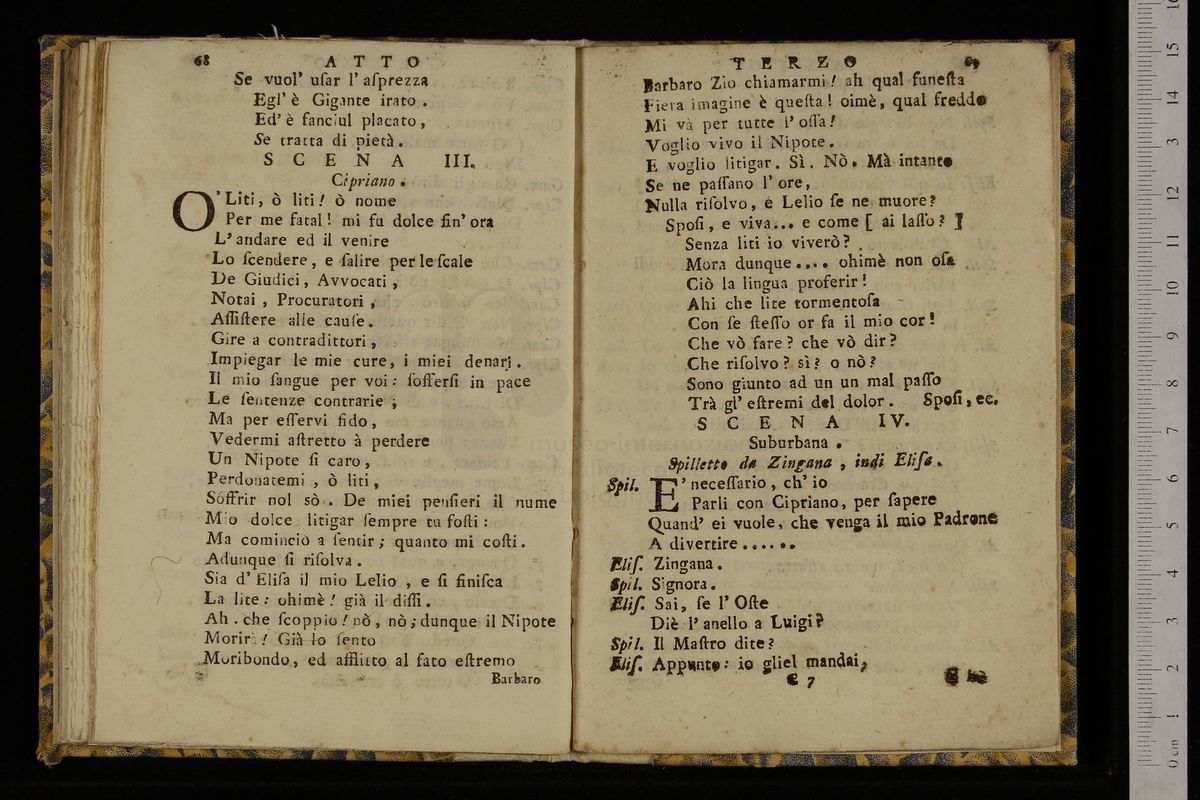 68 ATTO
Se vuol' uſar l' aſprezza
Egl' è Gigante irato .
Ed' è fanciul placato ,
Se tratta di pietà .
SCENA III.
Cipriano .
O' Liti, ò liti! ò nome
Per me fatal! mi fu dolce ſin' ora
L' andare ed il venire
Lo ſcendere, e ſalire per le ſcale
De Giudici, Avvocati ,
Notai , Procuratori ,
Aſſiſtere alle cauſe .
Gire a contradittori ,
Impiegar le mie cure, i miei denari .
Il mio ſangue per voi: ſofferſi in pace
Le ſentenze contrarie ;
Ma per eſſervi fido ,
Vedermi aſtretto à perdere
Un Nipote ſi caro ,
Perdonatemi , ò liti ,
Soffrir nol sò . De miei penſieri il nume
Mio dolce litigar ſempre tu foſti :
Ma cominciò a ſentir; quanto mi coſti .
Adunque ſi riſolva .
Sia d' Eliſa il mio Lelio , e ſi finiſca
La lite: ohimè! già il diſſi .
Ah . che ſcoppio! nò, nò; dunque il Nipote
Morirà! Già lo ſento
Moribondo, ed afflitto al fato eſtremo
Barbaro
TERZO 69
Barbaro Zio chiamarmi! ah qual funeſta
Fiera imagine è queſta! oimè, qual freddo
Mi và per tutte l' oſſa!
Voglio vivo il Nipote .
E voglio litigar. Sì. Nò. Mà intanto
Se ne paſſano l' ore ,
Nulla riſolvo, e Lelio ſe ne muore?
Spoſi , e viva... e come [ ai laſſo? ]
Senza liti io viverò?
Mora dunque .... ohimè non oſa
Ciò la lingua proferir!
Ahi che lite tormentoſa
Con ſe ſteſſo or fa il mio cor!
Che vò fare? che vò dir?
Che riſolvo? sì? o nò?
Sono giunto ad un un mal paſſo
Trà gl' eſtremi del dolor . Spoſi, ec.
SCENA IV.
Suburbana .
Spilletto da Zingana , indi Eliſa .
Spil. E' neceſſario , ch' io
Parli con Cipriano, per ſapere
Quand' ei vuole, che venga il mio Padrone
A divertire ......
Eliſ. Zingana .
Spil. Signora .
Eliſ. Sai, ſe l' Oſte
Diè l' anello a Luigi?
Spil. Il Maſtro dite?
Eliſ. Appunto: io gliel mandai,
7